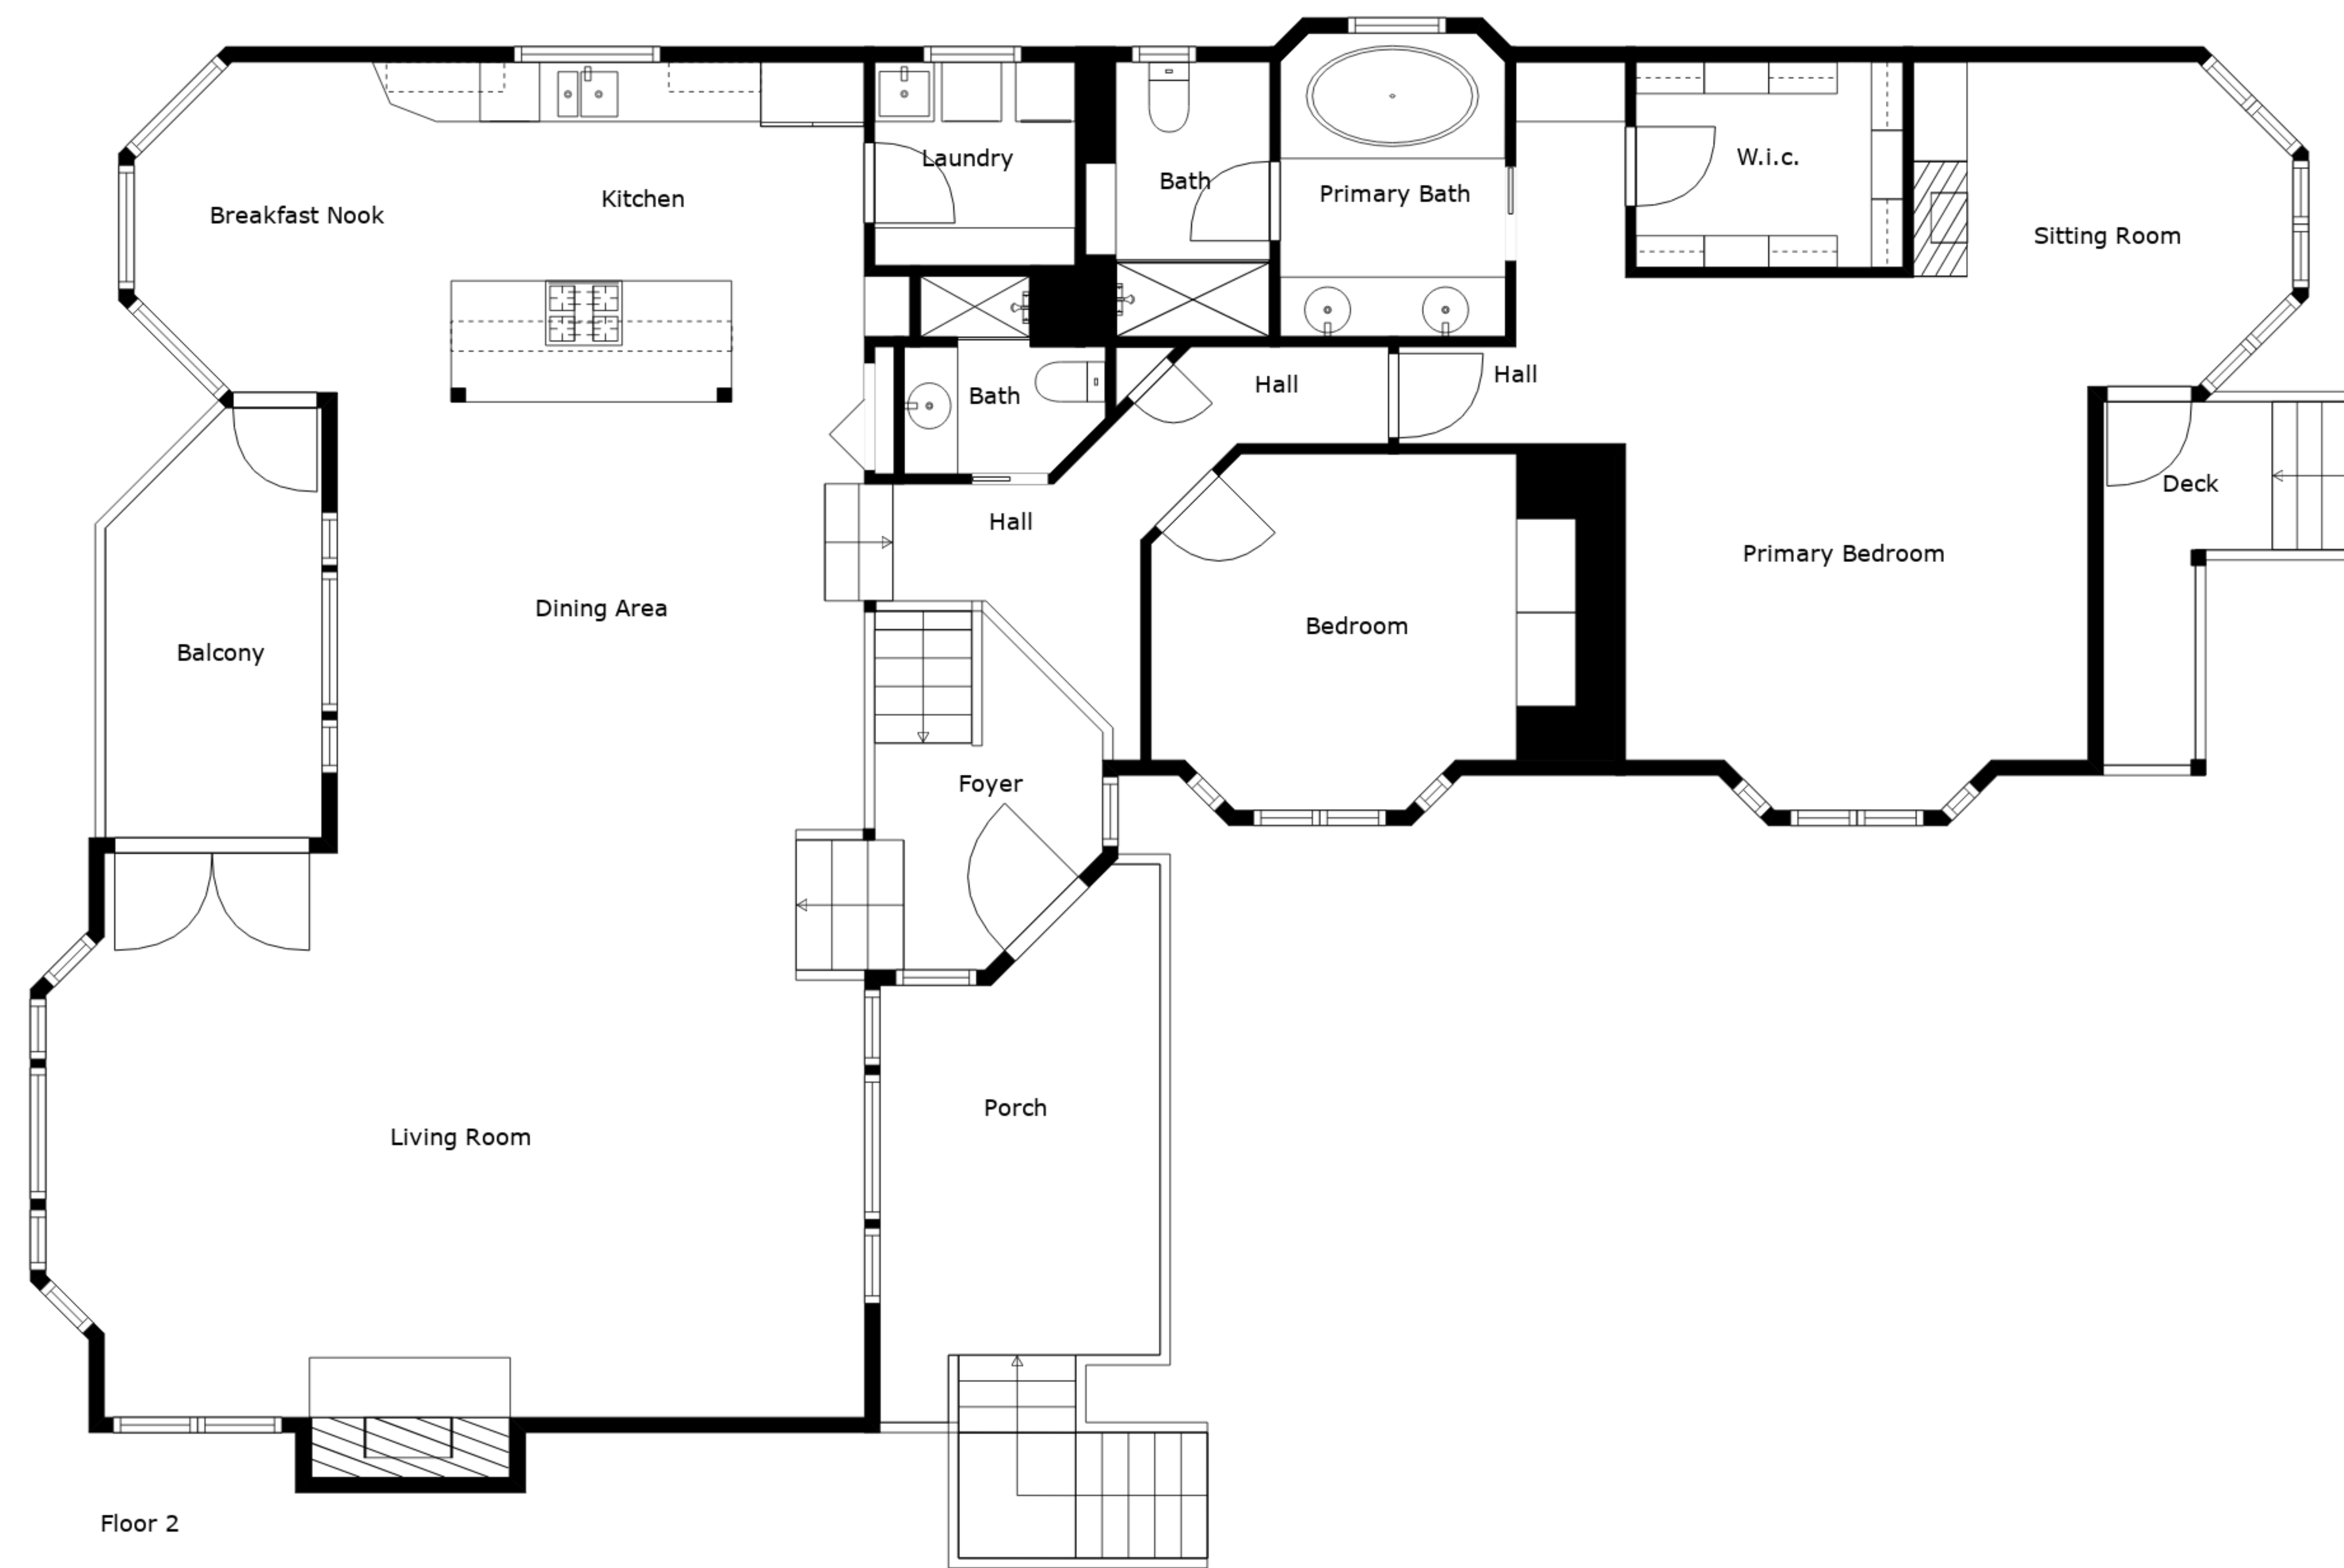 Laundry
W.i.c.
Bath
Primary Bath
Kitchen
Breakfast Nook
Sitting Room
Hall
Hall
Bath
Deck
Hall
Primary Bedroom
Dining Area
Bedroom
Balcony
Foyer
Porch
Living Room
Floor 2